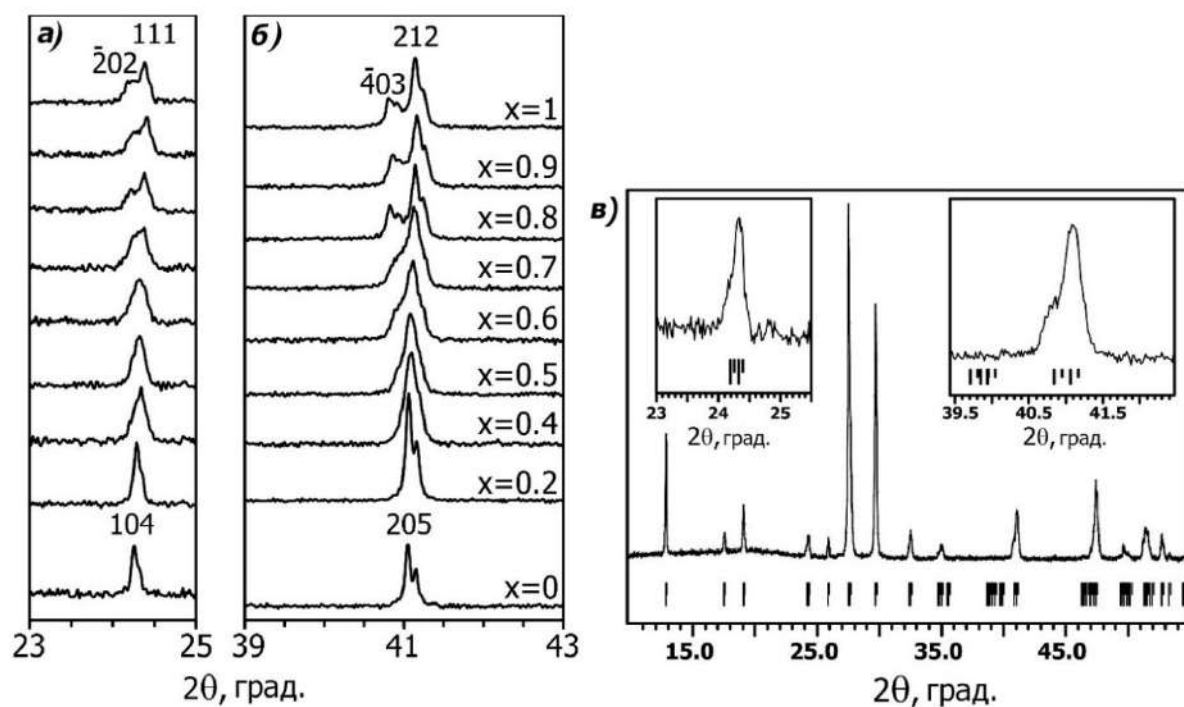 а)
111
2̄02
104
23
25
2θ, град.
б)
212
4̄03
x=1
x=0.9
x=0.8
x=0.7
x=0.6
x=0.5
x=0.4
x=0.2
205
x=0
39
41
43
2θ, град.
в)
23 24 25
2θ, град.
39.5 40.5 41.5
2θ, град.
15.0 25.0 35.0 45.0
2θ, град.